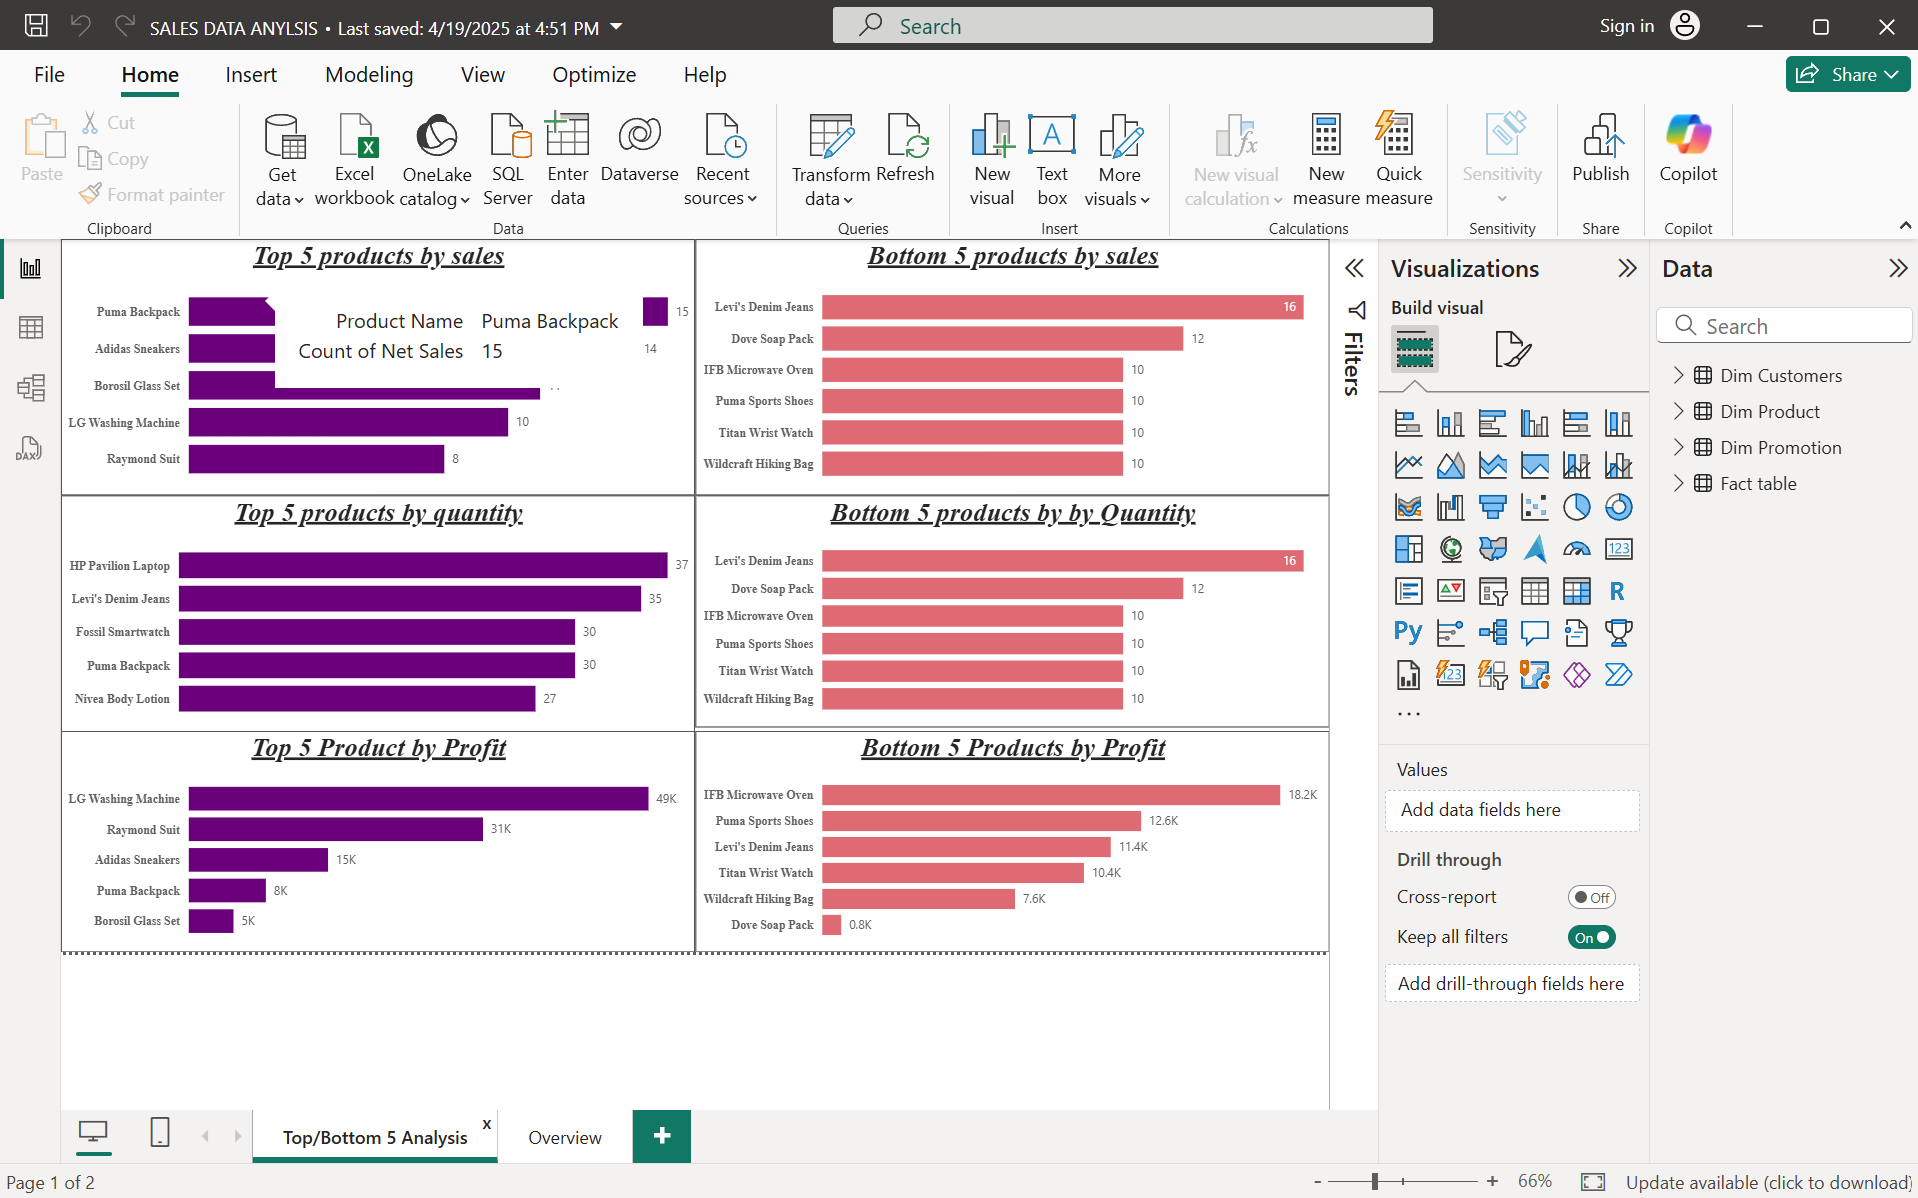 SALES DATA ANYLSIS • Last saved: 4/19/2025 at 4:51 PM
Search
Sign in
File
Home
Insert
Modeling
View
Optimize
Help
Share
Paste
Cut
Copy
Format painter
Clipboard
Get data
Excel workbook
OneLake catalog
SQL Server
Enter data
Dataverse
Recent sources
Data
Transform data
Refresh
Queries
New visual
Text box
More visuals
Insert
New visual calculation
New measure
Quick measure
Calculations
Sensitivity
Sensitivity
Publish
Share
Copilot
Copilot
Top 5 products by sales
Puma Backpack 15
Adidas Sneakers 14
Borosil Glass Set
LG Washing Machine 10
Raymond Suit 8
Product Name Puma Backpack
Count of Net Sales 15
Bottom 5 products by sales
Levi's Denim Jeans 16
Dove Soap Pack 12
IFB Microwave Oven 10
Puma Sports Shoes 10
Titan Wrist Watch 10
Wildcraft Hiking Bag 10
Top 5 products by quantity
HP Pavilion Laptop 37
Levi's Denim Jeans 35
Fossil Smartwatch 30
Puma Backpack 30
Nivea Body Lotion 27
Bottom 5 products by by Quantity
Levi's Denim Jeans 16
Dove Soap Pack 12
IFB Microwave Oven 10
Puma Sports Shoes 10
Titan Wrist Watch 10
Wildcraft Hiking Bag 10
Top 5 Product by Profit
LG Washing Machine 49K
Raymond Suit 31K
Adidas Sneakers 15K
Puma Backpack 8K
Borosil Glass Set 5K
Bottom 5 Products by Profit
IFB Microwave Oven 18.2K
Puma Sports Shoes 12.6K
Levi's Denim Jeans 11.4K
Titan Wrist Watch 10.4K
Wildcraft Hiking Bag 7.6K
Dove Soap Pack 0.8K
Filters
Visualizations
Build visual
123
R
Py
123
...
Values
Add data fields here
Drill through
Cross-report
Off
Keep all filters
On
Add drill-through fields here
Data
Search
Dim Customers
Dim Product
Dim Promotion
Fact table
DAX
Top/Bottom 5 Analysis x
Overview
+
Page 1 of 2
- + 66%
Update available (click to download)